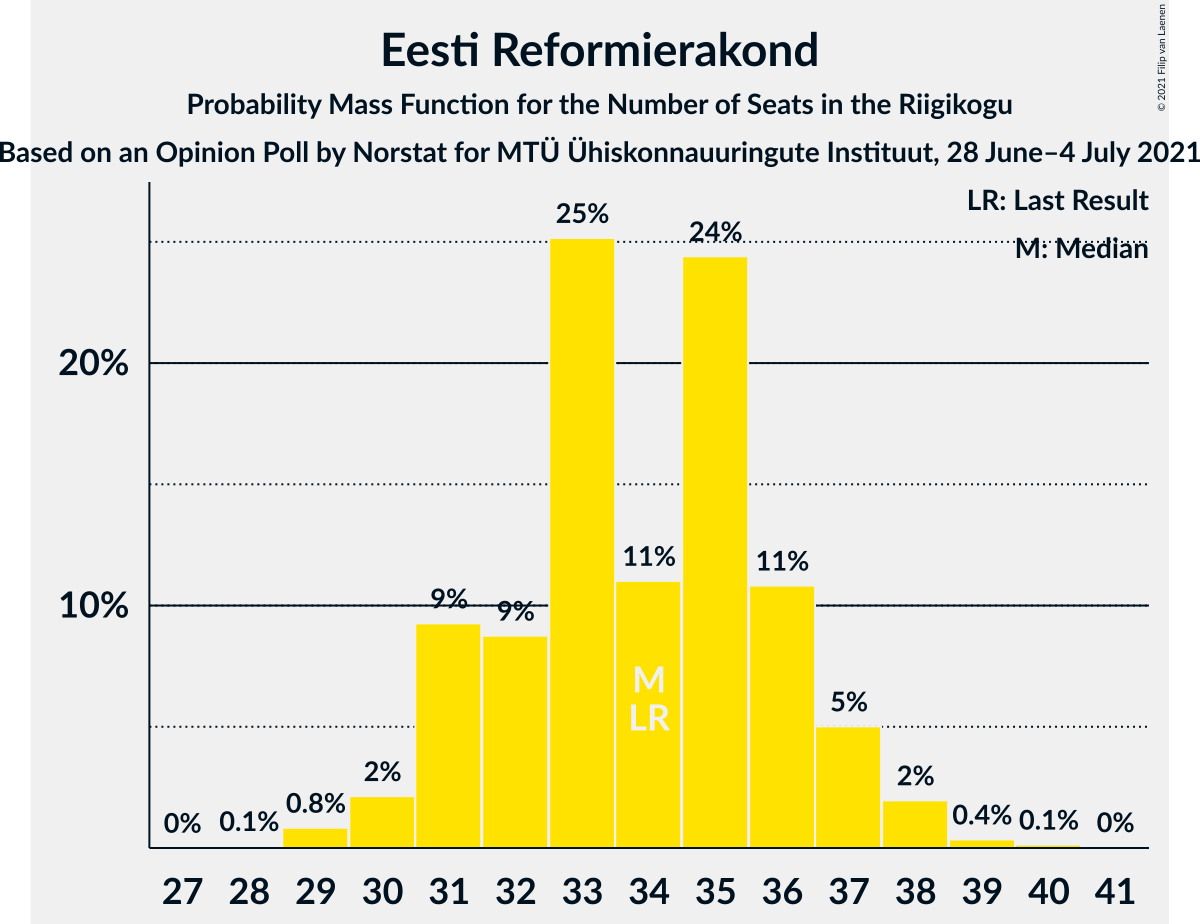 Eesti Reformierakond
Probability Mass Function for the Number of Seats in the Riigikogu
Based on an Opinion Poll by Norstat for MTÜ Ühiskonnauuringute Instituut, 28 June–4 July 2021
© 2021 Filip van Laenen
LR: Last Result
M: Median
25%
24%
20%
11%
11%
10%
9%
9%
M
LR
5%
2%
2%
0.8%
0.4%
0% 0.1%
0.1% 0%
27 28 29 30 31 32 33 34 35 36 37 38 39 40 41